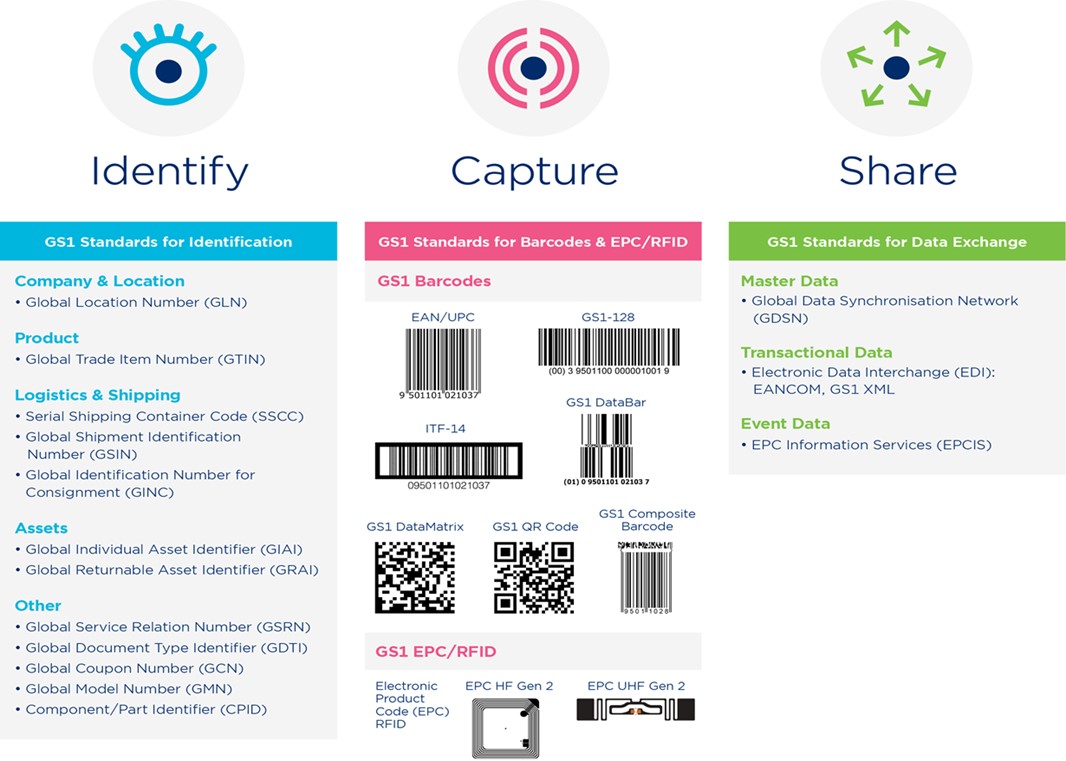 Identify
GS1 Standards for Identification
Company & Location
• Global Location Number (GLN)
Product
• Global Trade Item Number (GTIN)
Logistics & Shipping
• Serial Shipping Container Code (SSCC)
• Global Shipment Identification
Number (GSIN)
• Global Identification Number for
Consignment (GINC)
Assets
• Global Individual Asset Identifier (GIAI)
• Global Returnable Asset Identifier (GRAI)
Other
• Global Service Relation Number (GSRN)
• Global Document Type Identifier (GDTI)
• Global Coupon Number (GCN)
• Global Model Number (GMN)
• Component/Part Identifier (CPID)
Capture
GS1 Standards for Barcodes & EPC/RFID
GS1 Barcodes
EAN/UPC
9 501101 021037
GS1-128
(00) 3 9501100 000001001 9
ITF-14
09501101021037
GS1 DataBar
(01) 0 9501101 02103 7
GS1 DataMatrix
GS1 QR Code
GS1 Composite
Barcode
9501 1028
GS1 EPC/RFID
Electronic
Product
Code (EPC)
RFID
EPC HF Gen 2
EPC UHF Gen 2
Share
GS1 Standards for Data Exchange
Master Data
• Global Data Synchronisation Network
(GDSN)
Transactional Data
• Electronic Data Interchange (EDI):
EANCOM, GS1 XML
Event Data
• EPC Information Services (EPCIS)